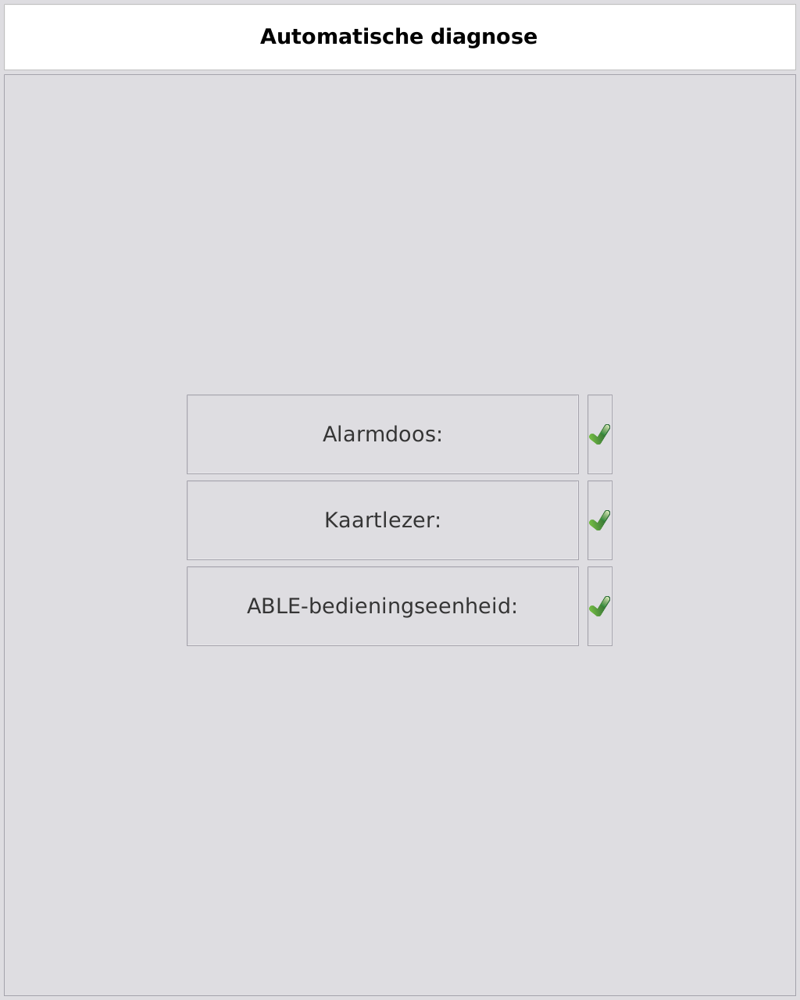 Automatische diagnose
Alarmdoos:
Kaartlezer:
ABLE-bedieningseenheid: